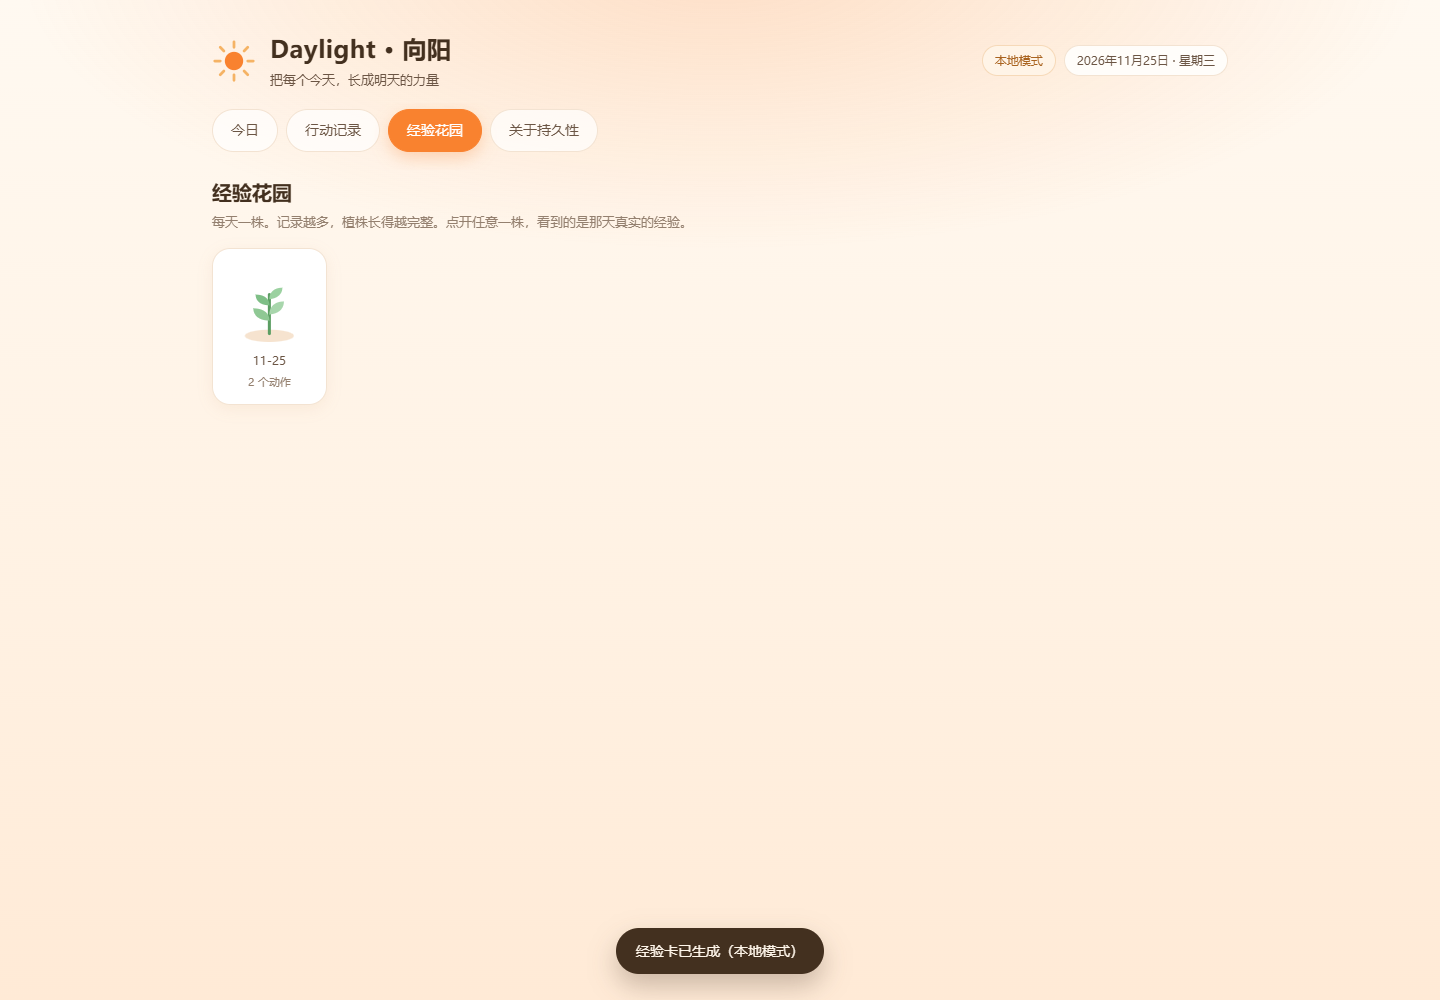 Daylight · 向阳
把每个今天，长成明天的力量
本地模式
2026年11月25日 · 星期三
今日
行动记录
经验花园
关于持久性
经验花园
每天一株。记录越多，植株长得越完整。点开任意一株，看到的是那天真实的经验。
11-25
2 个动作
经验卡已生成（本地模式）